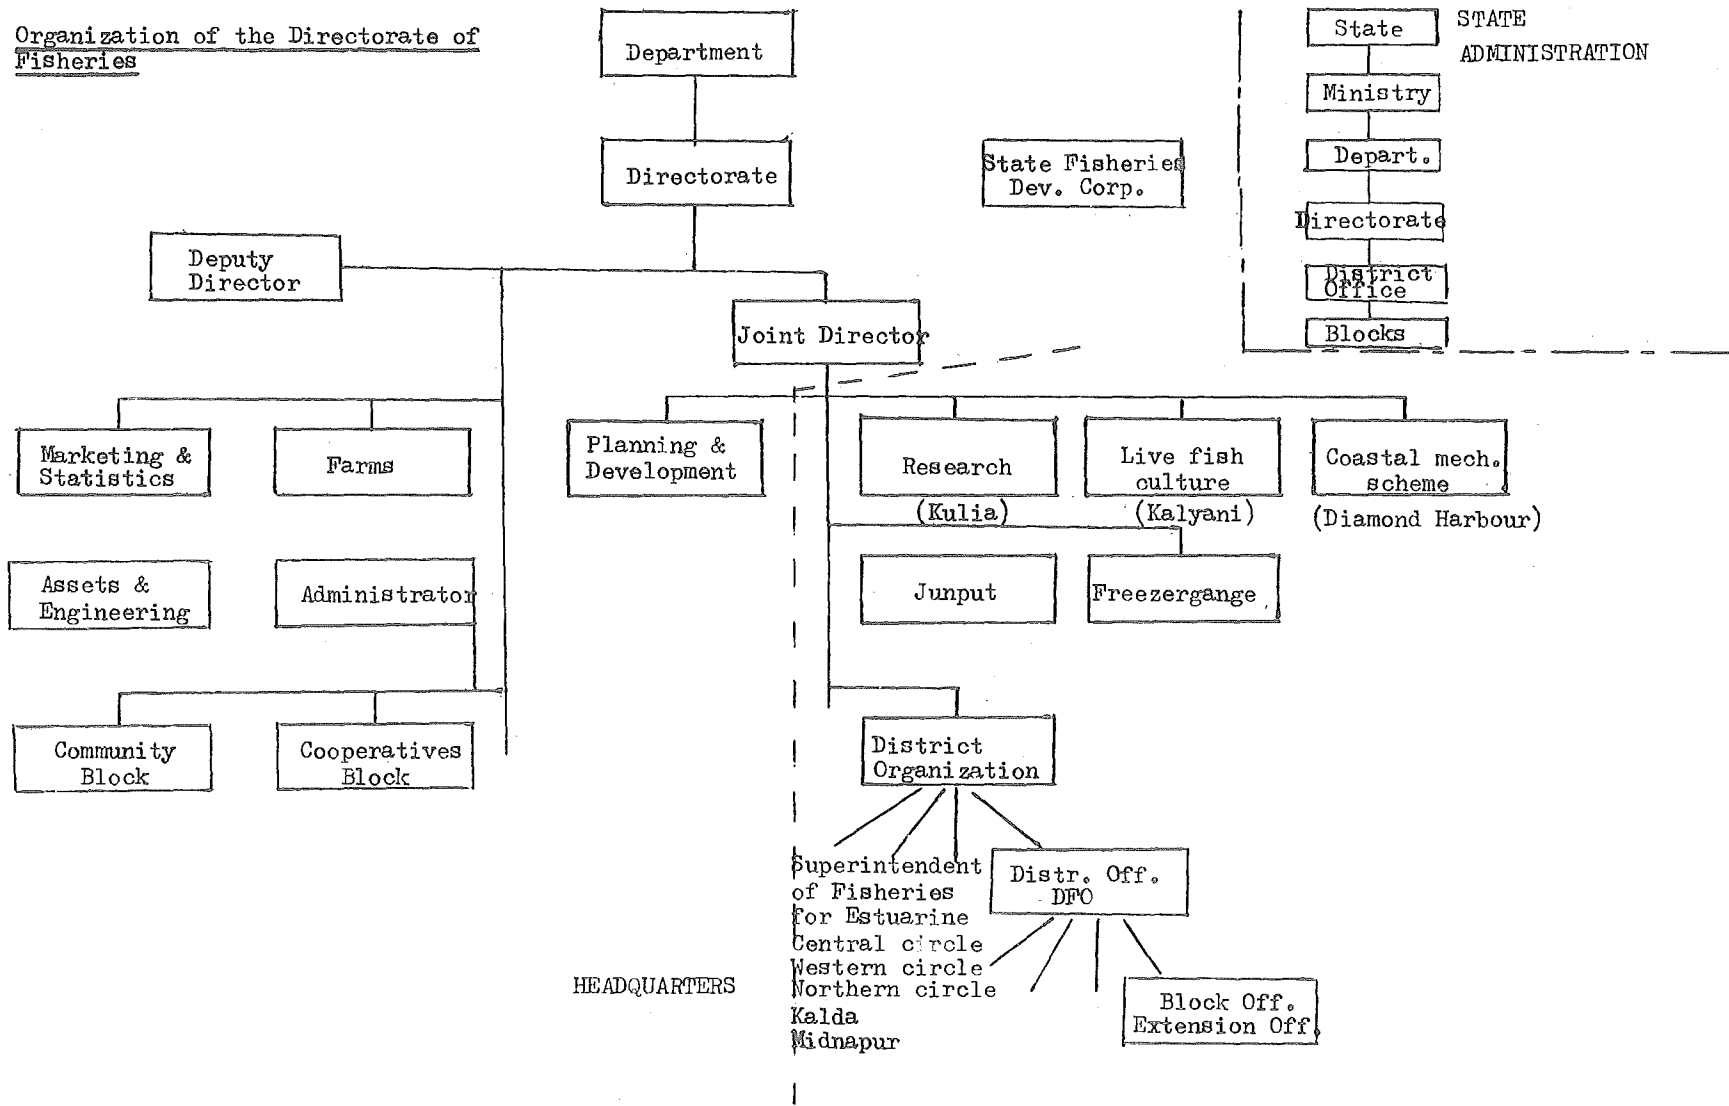 Organization of the Directorate of
Fisheries
Department
Directorate
State Fisheries
Dev. Corp.
Deputy
Director
Joint Director
State
STATE
ADMINISTRATION
Ministry
Depart.
Directorate
District
Office
Blocks
Marketing &
Statistics
Farms
Planning &
Development
Research
(Kulia)
Live fish
culture
(Kalyani)
Coastal mech.
scheme
(Diamond Harbour)
Assets &
Engineering
Administrator
Junput
Freezergange
Community
Block
Cooperatives
Block
District
Organization
Superintendent
of Fisheries
for Estuarine
Central circle
Western circle
Northern circle
Kalda
Midnapur
Distr. Off.
DFO
HEADQUARTERS
Block Off.
Extension Off.